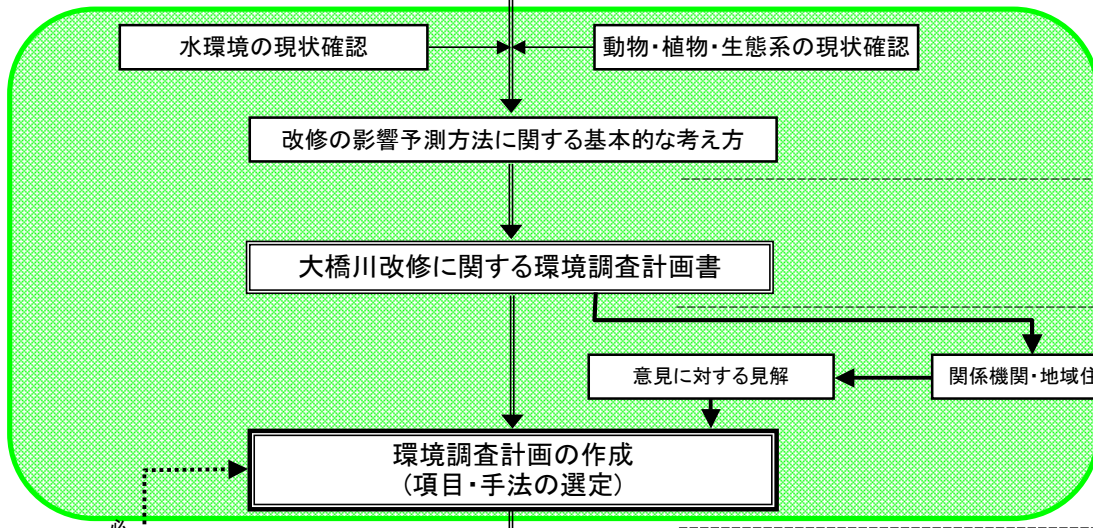 水環境の現状確認
動物・植物・生態系の現状確認
改修の影響予測方法に関する基本的な考え方
大橋川改修に関する環境調査計画書
意見に対する見解
関係機関・地域住
環境調査計画の作成
(項目・手法の選定)
必